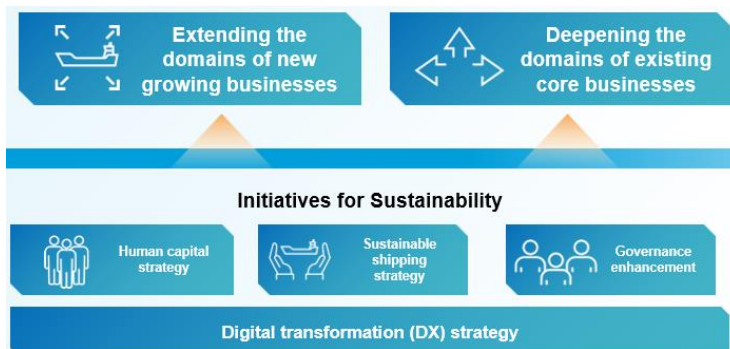 Extending the
domains of new
growing businesses
Deepening the
domains of existing
core businesses
Initiatives for Sustainability
Human capital
strategy
Sustainable
shipping
strategy
Governance
enhancement
Digital transformation (DX) strategy